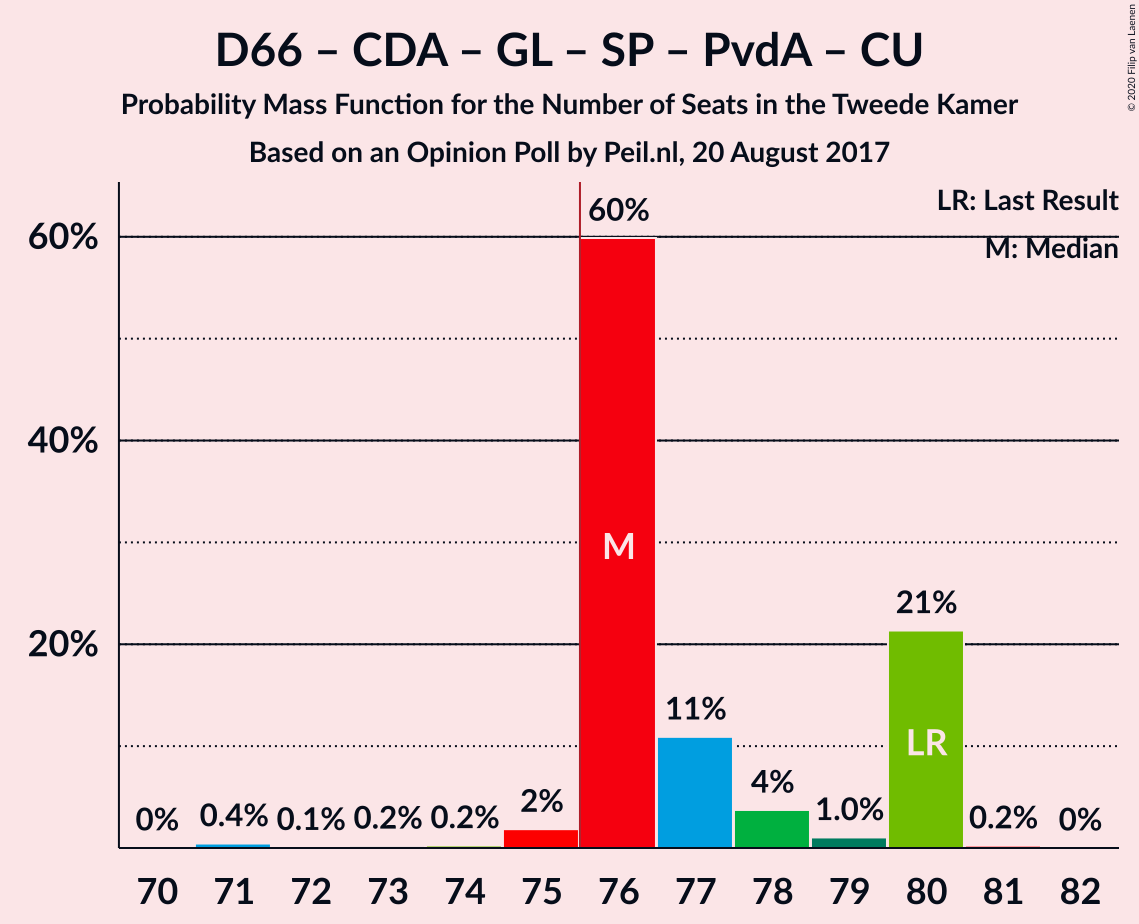 D66 – CDA – GL – SP – PvdA – CU
Probability Mass Function for the Number of Seats in the Tweede Kamer
Based on an Opinion Poll by Peil.nl, 20 August 2017
© 2020 Filip van Laenen
LR: Last Result
M: Median
60%
40%
20%
0%
0.4%
0.1%
0.2%
0.2%
2%
60%
M
11%
4%
1.0%
21%
LR
0.2%
0%
70 71 72 73 74 75 76 77 78 79 80 81 82